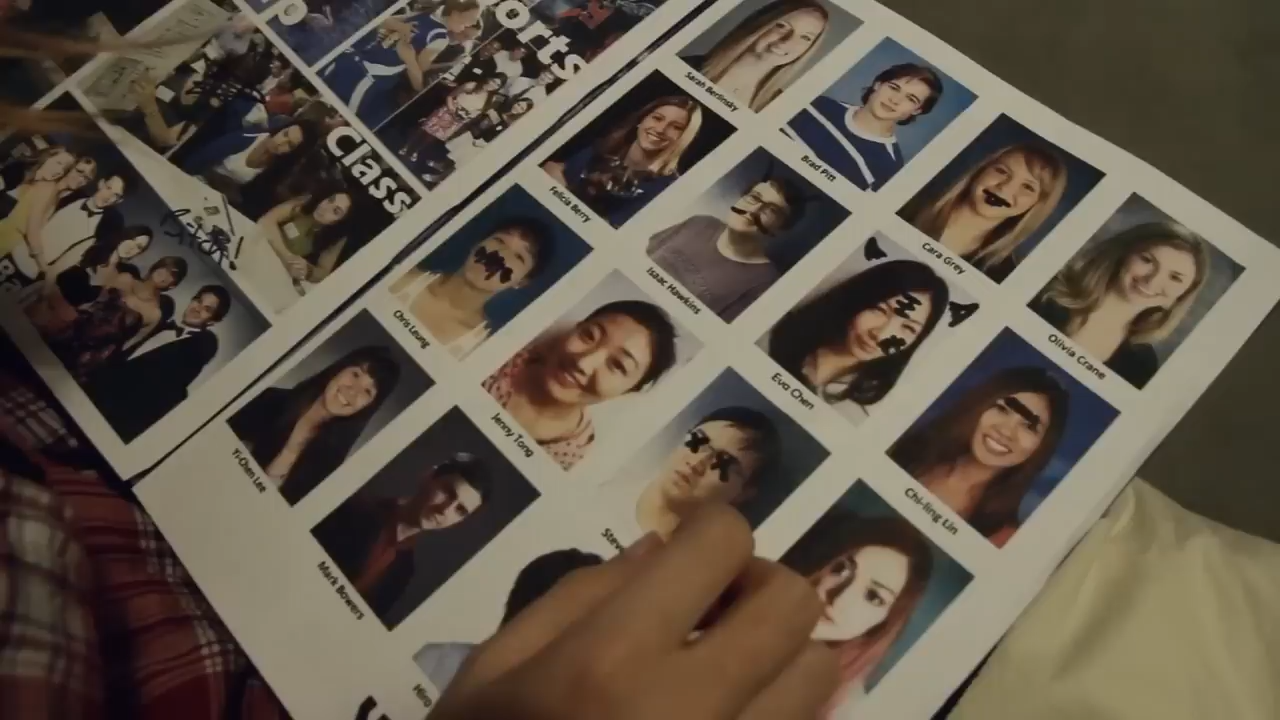 orts
Class
Sarah Berlinsky
Brad Pitt
Cara Grey
Olivia Crane
Felicia Berry
Isaac Hawkins
Eva Chen
Chi-ling Lin
Chris Leung
Jenny Tong
Yi-Chen Lee
Mark Bowers